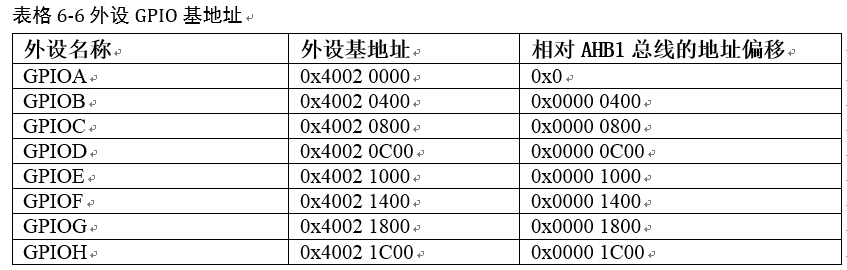 表格 6-6 外设 GPIO 基地址
外设名称 外设基地址 相对 AHB1 总线的地址偏移
GPIOA 0x4002 0000 0x0
GPIOB 0x4002 0400 0x0000 0400
GPIOC 0x4002 0800 0x0000 0800
GPIOD 0x4002 0C00 0x0000 0C00
GPIOE 0x4002 1000 0x0000 1000
GPIOF 0x4002 1400 0x0000 1400
GPIOG 0x4002 1800 0x0000 1800
GPIOH 0x4002 1C00 0x0000 1C00